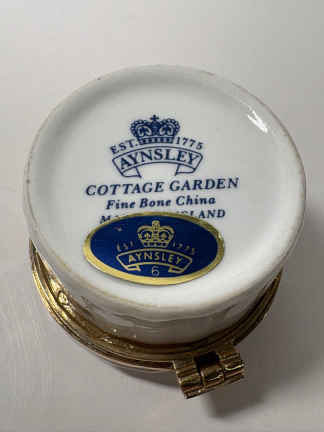 EST. 1775
AYNSLEY
COTTAGE GARDEN
Fine Bone China
EST 1775
AYNSLEY
6